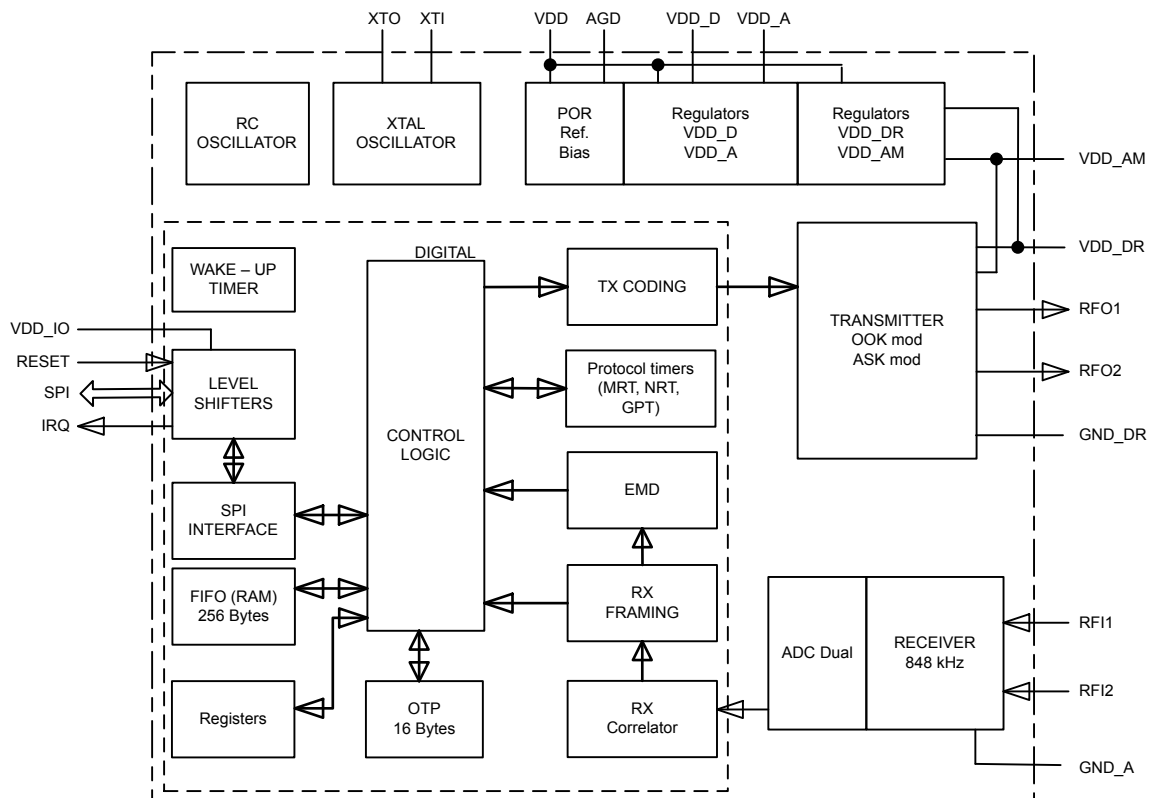 XTO
XTI
VDD
AGD
VDD_D
VDD_A
RC
OSCILLATOR
XTAL
OSCILLATOR
POR
Ref.
Bias
Regulators
VDD_D
VDD_A
Regulators
VDD_DR
VDD_AM
VDD_AM
DIGITAL
WAKE – UP
TIMER
TX CODING
VDD_DR
VDD_IO
RESET
SPI
IRQ
LEVEL
SHIFTERS
CONTROL
LOGIC
Protocol timers
(MRT, NRT,
GPT)
TRANSMITTER
OOK mod
ASK mod
RFO1
RFO2
GND_DR
SPI
INTERFACE
EMD
FIFO (RAM)
256 Bytes
RX
FRAMING
ADC Dual
RECEIVER
848 kHz
RFI1
RFI2
Registers
OTP
16 Bytes
RX
Correlator
GND_A